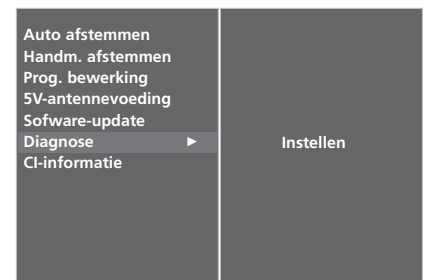 Auto afstemmen
Handm. afstemmen
Prog. bewerking
5V-antennevoeding
Sofware-update
Diagnose ►
Instellen
CI-informatie